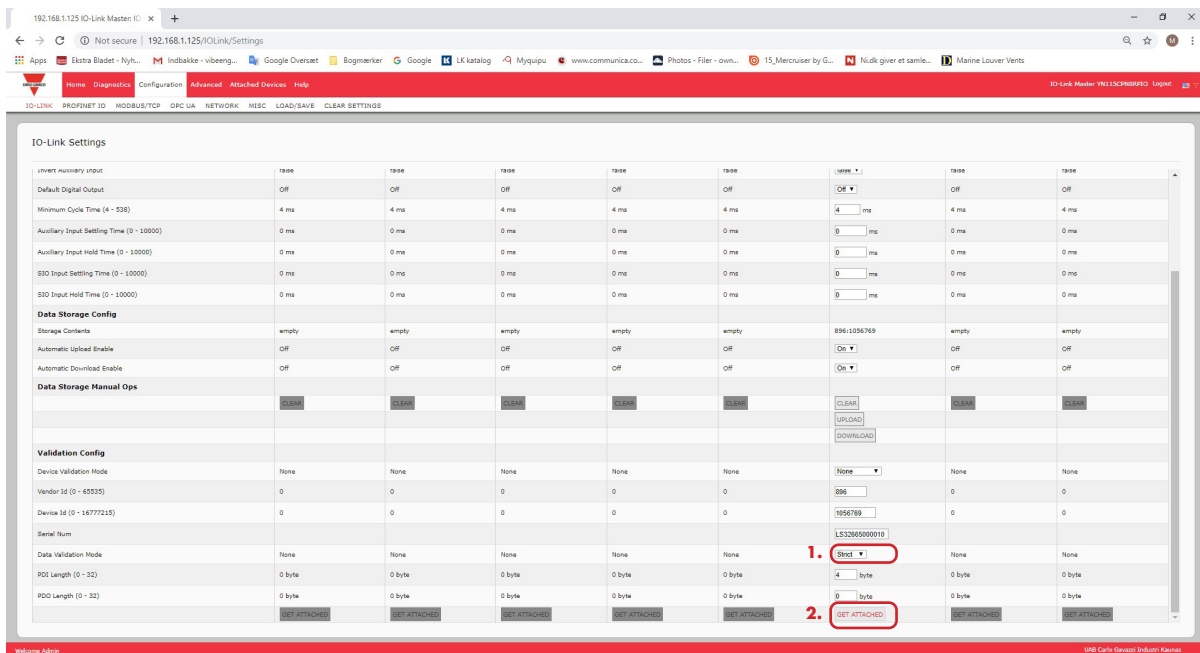 192.168.1.125 IO-Link Master: IO
Not secure | 192.168.1.125/IOLink/Settings
Apps Ekstra Bladet - Nyh... Indbakke - vibeeng... Google Oversæt Bogmærker Google LK katalog Myquipu www.communica.co... Photos - Filer - own... 15_Mercruiser by G... Ni.dk giver et samle... Marine Louver Vents
CARLO GAVAZZI Home Diagnostics Configuration Advanced Attached Devices Help IO-Link Master YN115CPN8RPIO Logout
IO-LINK PROFINET IO MODBUS/TCP OPC UA NETWORK MISC LOAD/SAVE CLEAR SETTINGS
IO-Link Settings
Invert Auxiliary Input false false false false false false false false
Default Digital Output Off Off Off Off Off Off Off Off
Minimum Cycle Time (4 - 538) 4 ms 4 ms 4 ms 4 ms 4 ms 4 ms 4 ms 4 ms
Auxiliary Input Settling Time (0 - 10000) 0 ms 0 ms 0 ms 0 ms 0 ms 0 ms 0 ms 0 ms
Auxiliary Input Hold Time (0 - 10000) 0 ms 0 ms 0 ms 0 ms 0 ms 0 ms 0 ms 0 ms
SIO Input Settling Time (0 - 10000) 0 ms 0 ms 0 ms 0 ms 0 ms 0 ms 0 ms 0 ms
SIO Input Hold Time (0 - 10000) 0 ms 0 ms 0 ms 0 ms 0 ms 0 ms 0 ms 0 ms
Data Storage Config
Storage Contents empty empty empty empty empty 896:1056769 empty empty
Automatic Upload Enable Off Off Off Off Off On Off Off
Automatic Download Enable Off Off Off Off Off On Off Off
Data Storage Manual Ops
CLEAR CLEAR CLEAR CLEAR CLEAR CLEAR CLEAR CLEAR
UPLOAD
DOWNLOAD
Validation Config
Device Validation Mode None None None None None None None None
Vendor Id (0 - 65535) 0 0 0 0 0 896 0 0
Device Id (0 - 16777215) 0 0 0 0 0 1056769 0 0
Serial Num LS32665000010
Data Validation Mode None None None None None 1. Strict None None
PDI Length (0 - 32) 0 byte 0 byte 0 byte 0 byte 0 byte 4 byte 0 byte 0 byte
PDO Length (0 - 32) 0 byte 0 byte 0 byte 0 byte 0 byte 0 byte 0 byte 0 byte
GET ATTACHED GET ATTACHED GET ATTACHED GET ATTACHED GET ATTACHED 2. GET ATTACHED GET ATTACHED GET ATTACHED
Welcome Admin UAB Carlo Gavazzi Industri Kaunas